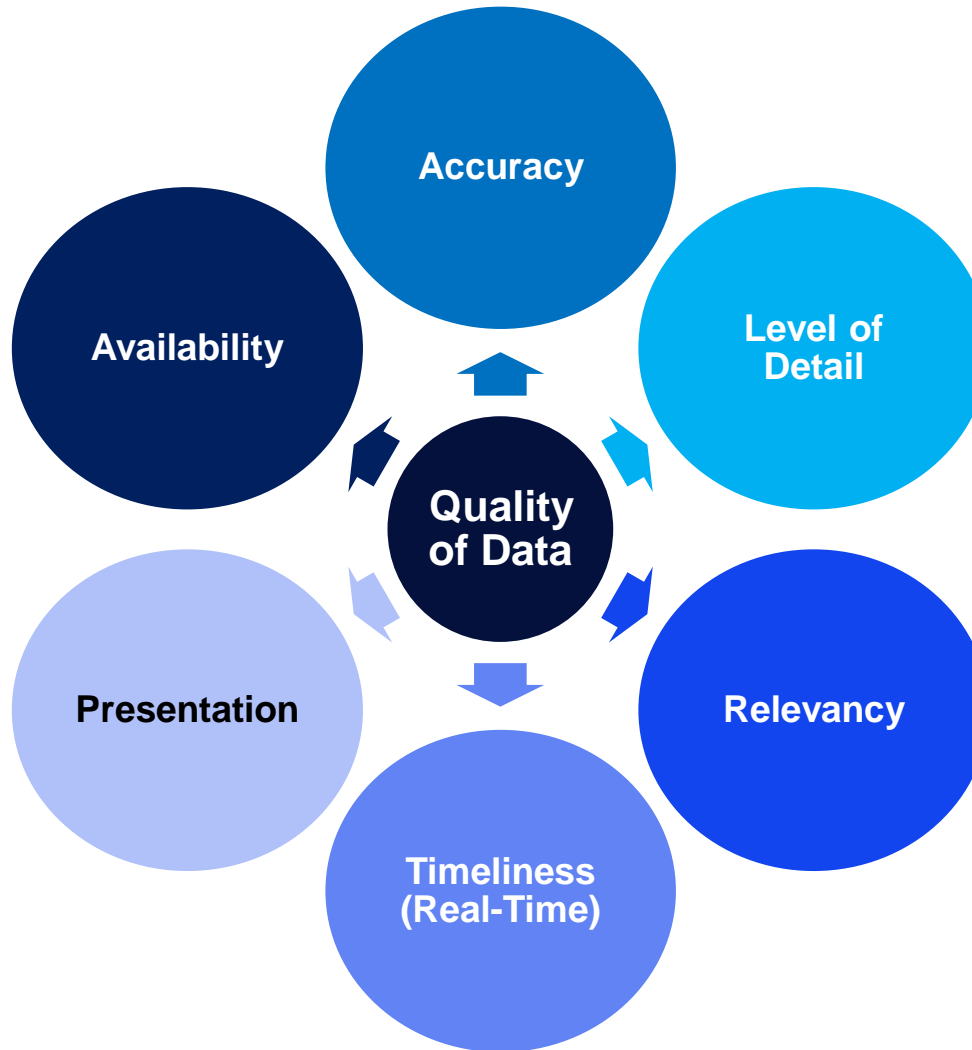 Accuracy
Availability
Level of
Detail
Quality
of Data
Presentation
Relevancy
Timeliness
(Real-Time)